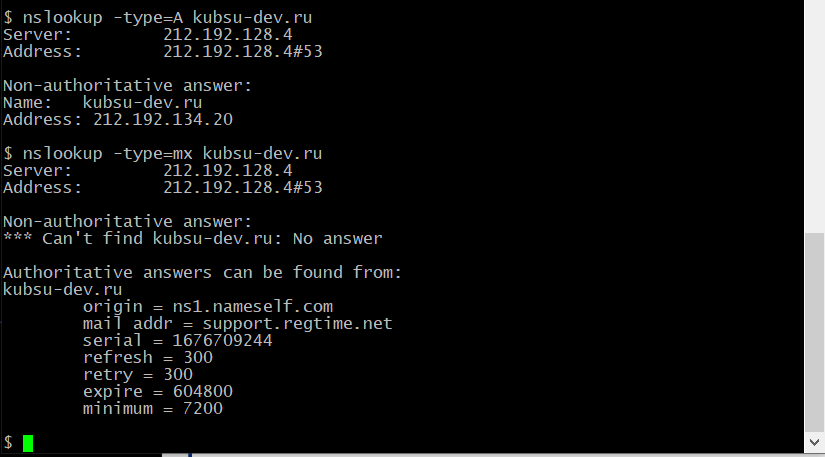 $ nslookup -type=A kubsu-dev.ru
Server:         212.192.128.4
Address:        212.192.128.4#53
Non-authoritative answer:
Name:   kubsu-dev.ru
Address: 212.192.134.20
$ nslookup -type=mx kubsu-dev.ru
Server:         212.192.128.4
Address:        212.192.128.4#53
Non-authoritative answer:
*** Can't find kubsu-dev.ru: No answer
Authoritative answers can be found from:
kubsu-dev.ru
        origin = ns1.nameself.com
        mail addr = support.regtime.net
        serial = 1676709244
        refresh = 300
        retry = 300
        expire = 604800
        minimum = 7200
$